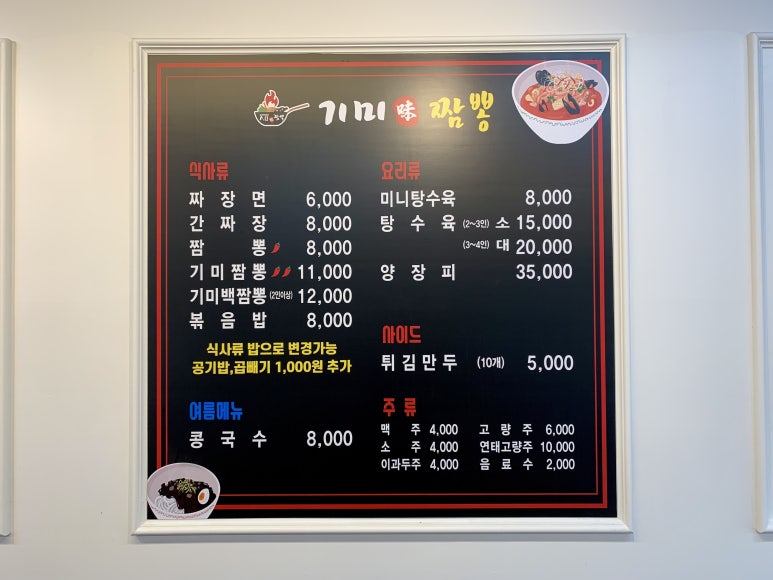 기미 味 짬뽕
식사류
짜장면 6,000
간짜장 8,000
짬뽕 8,000
기미짬뽕 11,000
기미백짬뽕 (2인이상) 12,000
볶음밥 8,000
식사류 밥으로 변경가능
공기밥,곱빼기 1,000원 추가
여름메뉴
콩국수 8,000
요리류
미니탕수육 8,000
탕수육 (2~3인) 소 15,000
(3~4인) 대 20,000
양장피 35,000
사이드
튀김만두 (10개) 5,000
주류
맥주 4,000 고량주 6,000
소주 4,000 연태고량주 10,000
이과두주 4,000 음료수 2,000